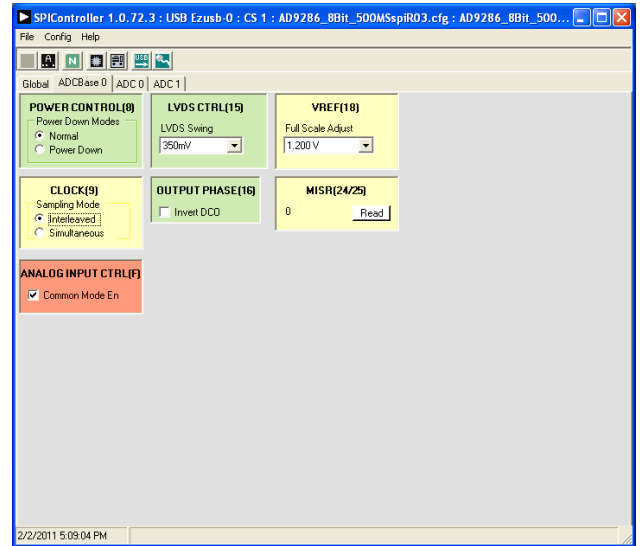 SPIController 1.0.72.3 : USB Ezusb-0 : CS 1 : AD9286_8Bit_500MSspiR03.cfg : AD9286_8Bit_500...
File Config Help
Global ADCBase 0 ADC 0 ADC 1
POWER CONTROL(8)
Power Down Modes
Normal
Power Down
LVDS CTRL(15)
LVDS Swing
350mV
VREF(18)
Full Scale Adjust
1.200 V
CLOCK(9)
Sampling Mode
Interleaved
Simultaneous
OUTPUT PHASE(16)
Invert DCO
MISR(24/25)
0 Read
ANALOG INPUT CTRL(F)
Common Mode En
2/2/2011 5:09:04 PM